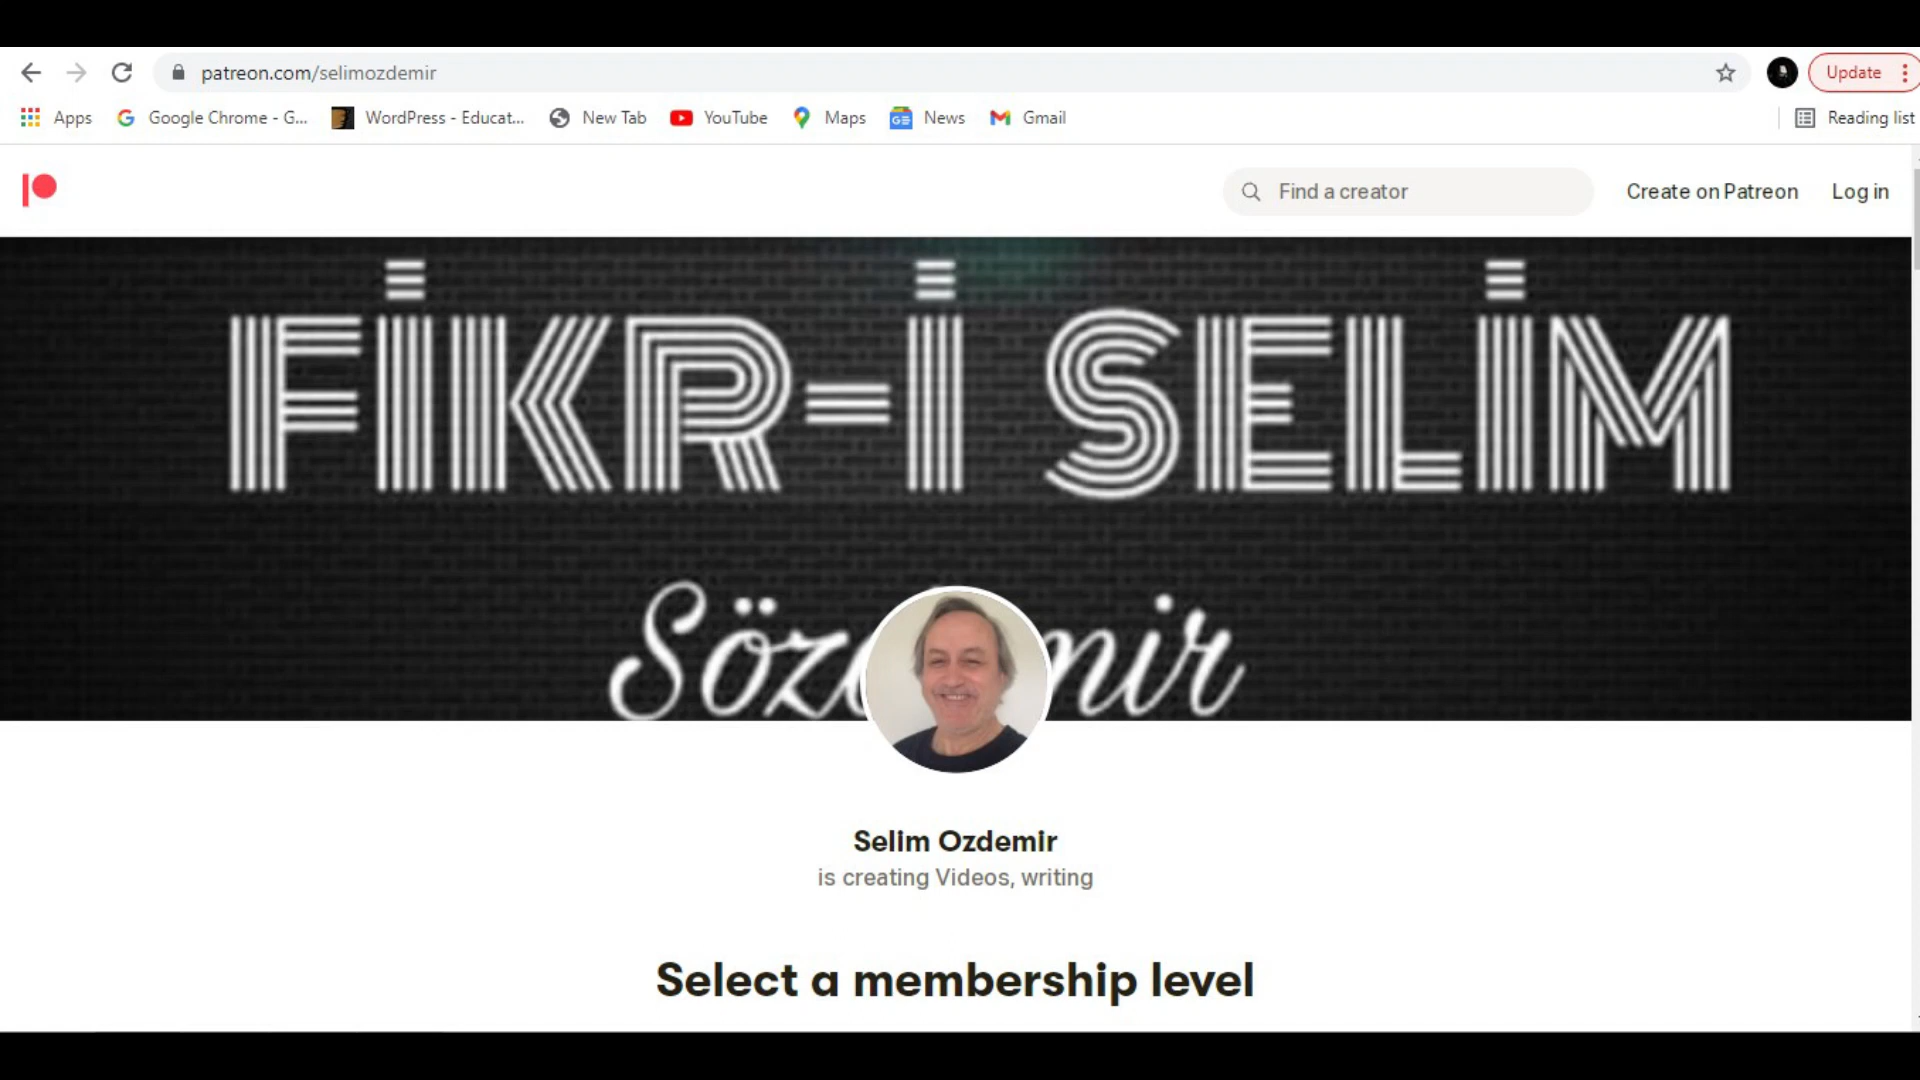 patreon.com/selimozdemir
Update
Apps
Google Chrome - G...
WordPress - Educat...
New Tab
YouTube
Maps
News
Gmail
Reading list
Find a creator
Create on Patreon
Log in
FİKR-İ SELİM
Selim Ozdemir
is creating Videos, writing
Select a membership level